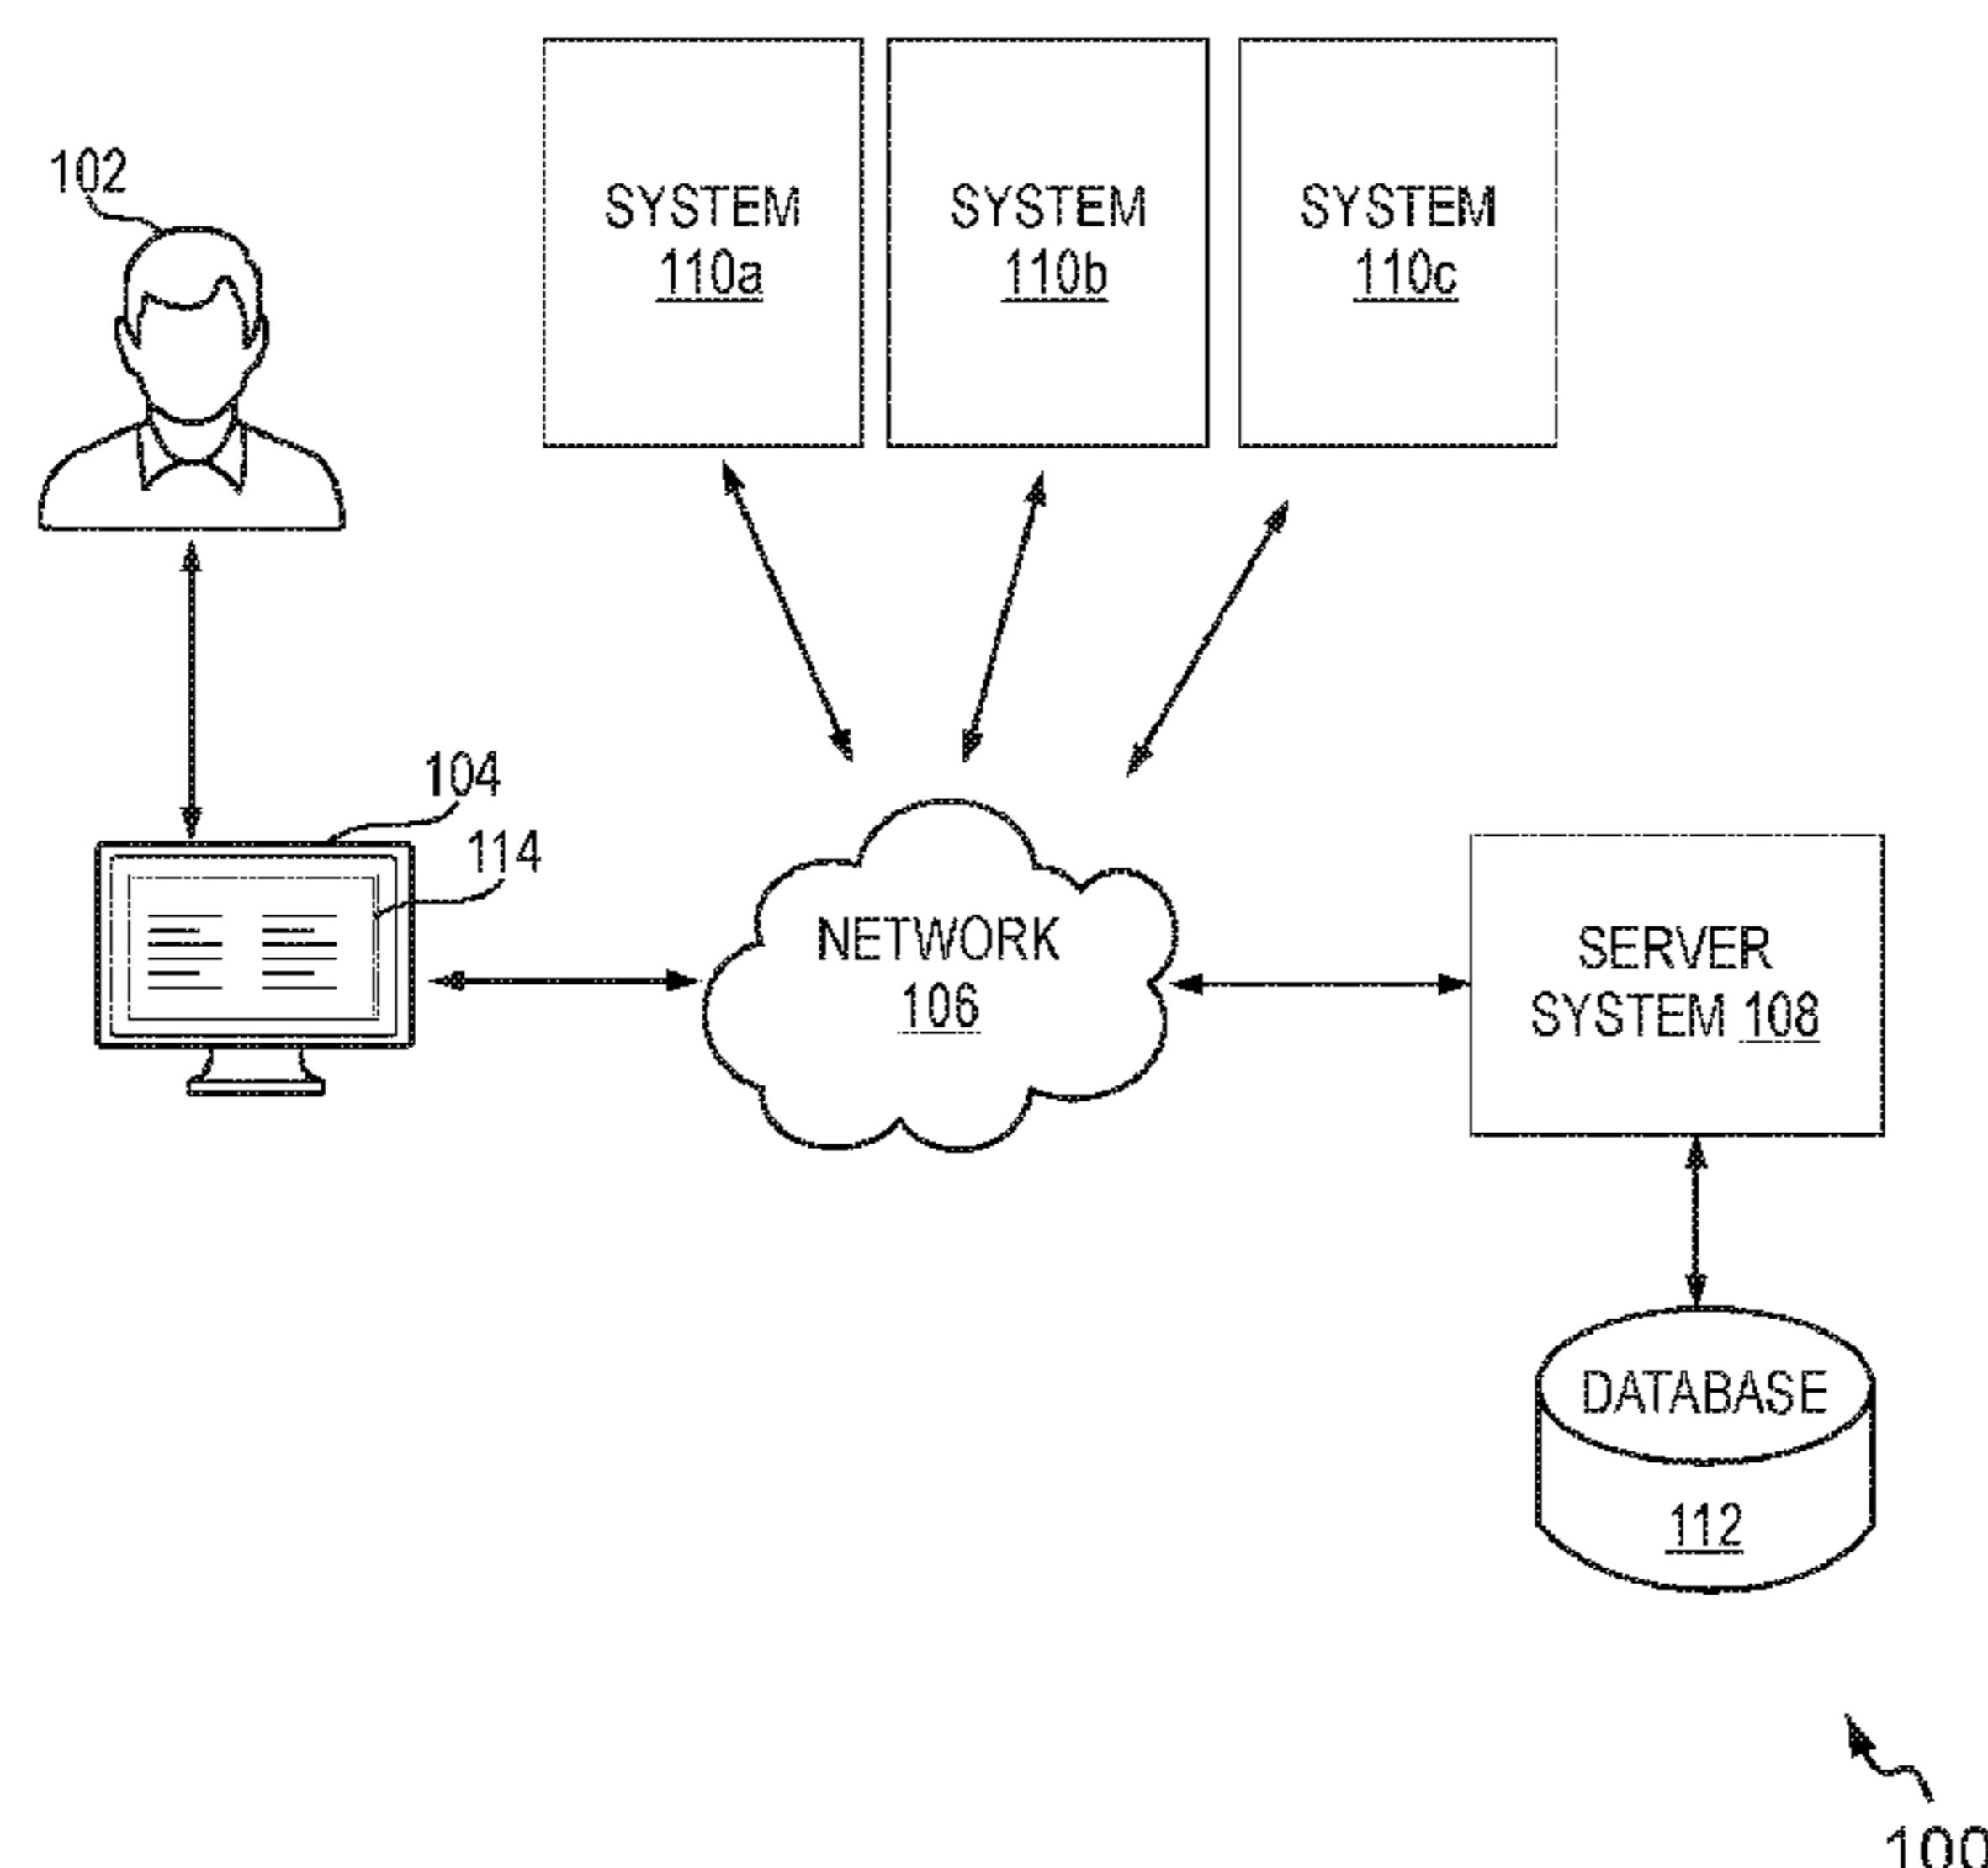 102
SYSTEM
110a
SYSTEM
110b
SYSTEM
110c
104
114
NETWORK
106
SERVER
SYSTEM 108
DATABASE
112
100